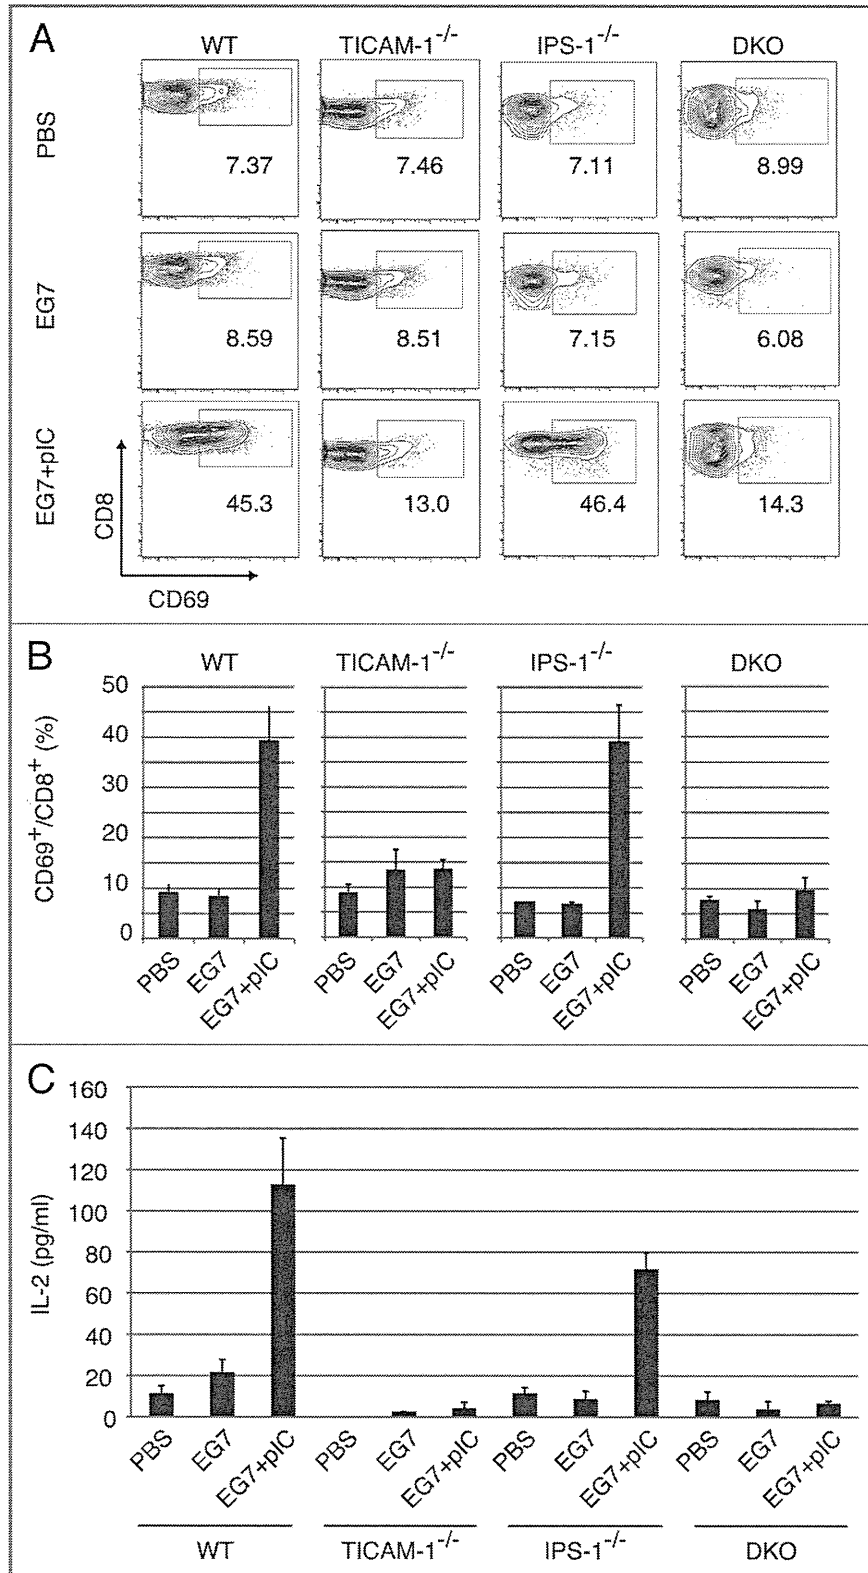 A
WT TICAM-1-/- IPS-1-/- DKO
PBS
7.37 7.46 7.11 8.99
EG7
8.59 8.51 7.15 6.08
EG7+pIC
45.3 13.0 46.4 14.3
CD8
CD69
B
WT TICAM-1-/- IPS-1-/- DKO
CD69+/CD8+ (%)
50
40
30
20
10
0
PBS EG7 EG7+pIC PBS EG7 EG7+pIC PBS EG7 EG7+pIC PBS EG7 EG7+pIC
C
IL-2 (pg/ml)
160
140
120
100
80
60
40
20
0
PBS EG7 EG7+pIC PBS EG7 EG7+pIC PBS EG7 EG7+pIC PBS EG7 EG7+pIC
WT TICAM-1-/- IPS-1-/- DKO